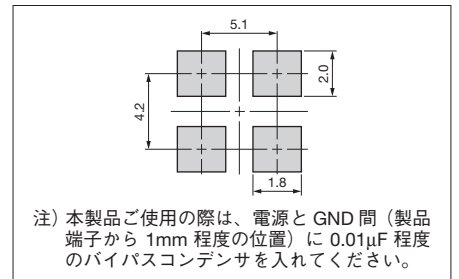 5.1
2.0
4.2
1.8
注）本製品ご使用の際は、電源と GND 間（製品
端子から 1mm 程度の位置）に 0.01μF 程度
のバイパスコンデンサを入れてください。